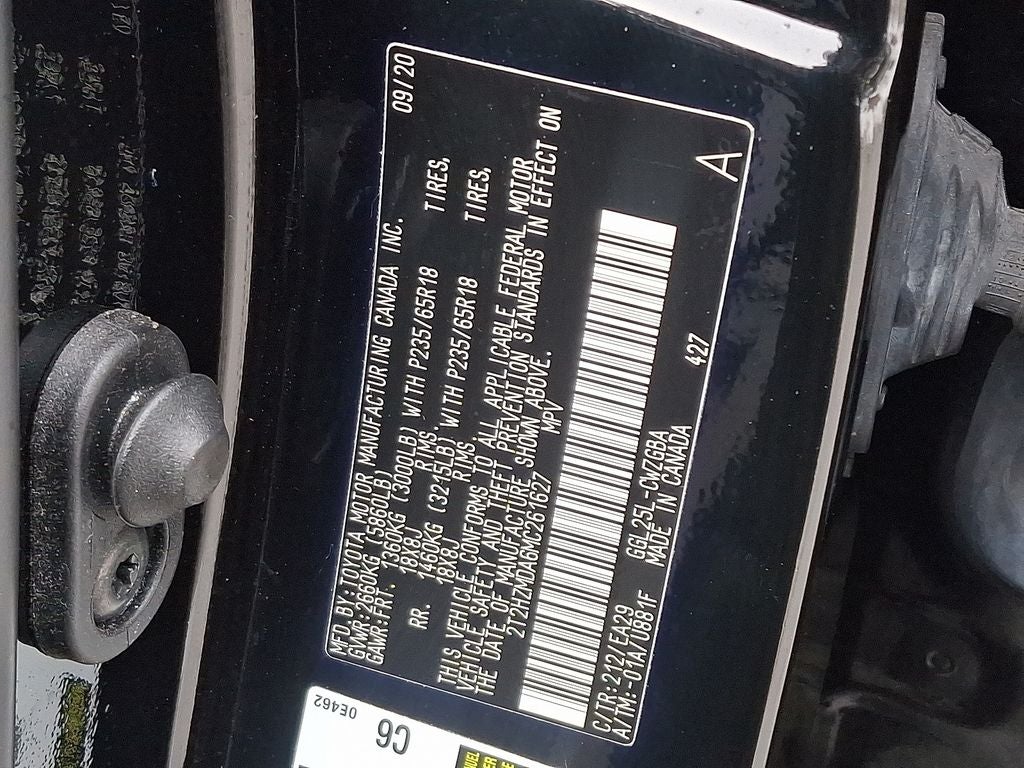 MFD.BY:TOYOTA MOTOR MANUFACTURING CANADA INC. 09/20
GVWR:2660KG (5860LB)
GAWR:FRT. 1360KG (3000LB) WITH P235/65R18 TIRES,
18X8J RIMS.
RR. 1460KG (3215LB) WITH P235/65R18 TIRES,
18X8J RIMS.
THIS VEHICLE CONFORMS TO ALL APPLICABLE FEDERAL MOTOR
VEHICLE SAFETY AND THEFT PREVENTION STANDARDS IN EFFECT ON
THE DATE OF MANUFACTURE SHOWN ABOVE.
2T2HZMDA6MC261627 MPV
C/TR:212/EA29 GGL25L-CWZGBA
A/TM:-01A/U881F MADE IN CANADA 427
A
0E462
C6